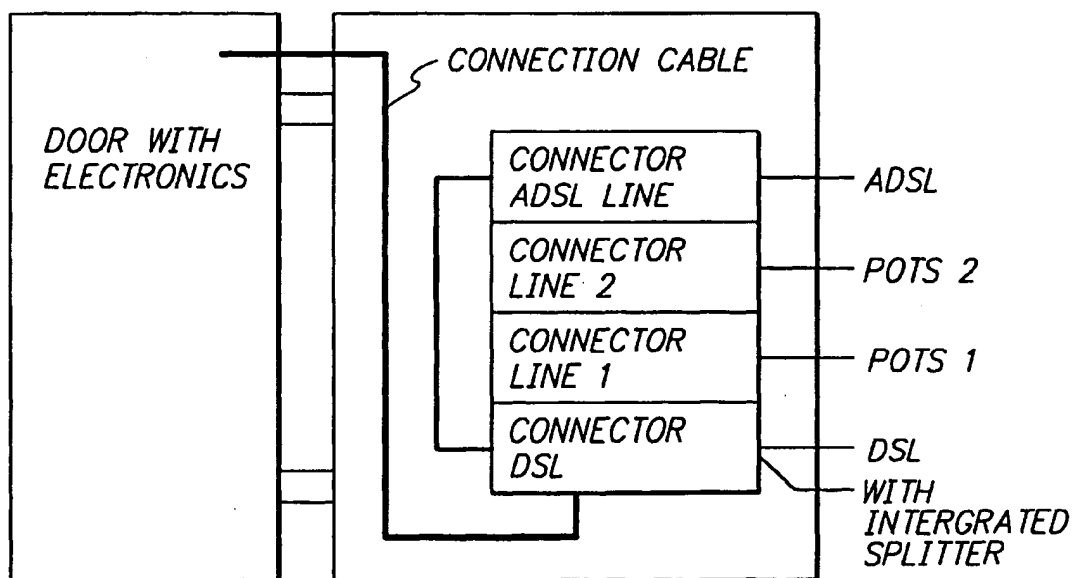 CONNECTION CABLE
DOOR WITH
ELECTRONICS
CONNECTOR
ADSL LINE
ADSL
CONNECTOR
LINE 2
POTS 2
CONNECTOR
LINE 1
POTS 1
CONNECTOR
DSL
DSL
WITH
INTERGRATED
SPLITTER